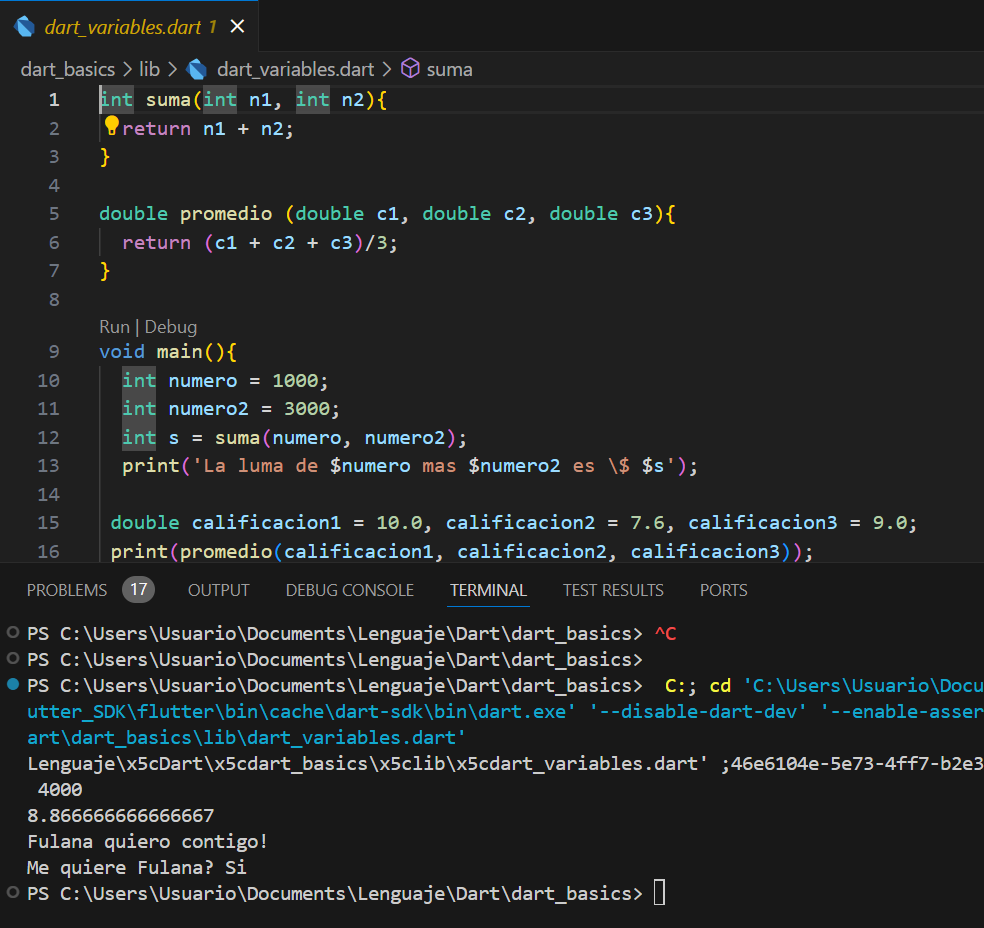 dart_variables.dart 1
dart_basics > lib > dart_variables.dart > suma
1 int suma(int n1, int n2){
2 return n1 + n2;
3 }
4
5 double promedio (double c1, double c2, double c3){
6 return (c1 + c2 + c3)/3;
7 }
8
Run | Debug
9 void main(){
10 int numero = 1000;
11 int numero2 = 3000;
12 int s = suma(numero, numero2);
13 print('La luma de $numero mas $numero2 es \$ $s');
14
15 double calificacion1 = 10.0, calificacion2 = 7.6, calificacion3 = 9.0;
16 print(promedio(calificacion1, calificacion2, calificacion3));
PROBLEMS 17 OUTPUT DEBUG CONSOLE TERMINAL TEST RESULTS PORTS
PS C:\Users\Usuario\Documents\Lenguaje\Dart\dart_basics> ^C
PS C:\Users\Usuario\Documents\Lenguaje\Dart\dart_basics>
PS C:\Users\Usuario\Documents\Lenguaje\Dart\dart_basics> C:; cd 'C:\Users\Usuario\Docu
utter_SDK\flutter\bin\cache\dart-sdk\bin\dart.exe' '--disable-dart-dev' '--enable-asser
art\dart_basics\lib\dart_variables.dart'
Lenguaje\x5cDart\x5cdart_basics\x5clib\x5cdart_variables.dart' ;46e6104e-5e73-4ff7-b2e3
4000
8.866666666666667
Fulana quiero contigo!
Me quiere Fulana? Si
PS C:\Users\Usuario\Documents\Lenguaje\Dart\dart_basics>